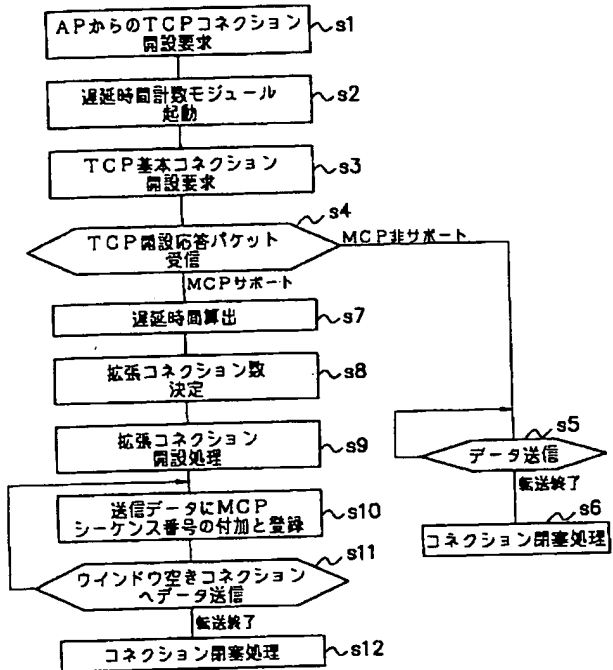 APからのTCPコネクション
開設要求
s1
遅延時間計数モジュール
起動
s2
TCP基本コネクション
開設要求
s3
s4
TCP開設応答パケット
受信
MCP非サポート
MCPサポート
遅延時間算出
s7
拡張コネクション数
決定
s8
拡張コネクション
開設処理
s9
s5
データ送信
転送終了
s6
コネクション閉塞処理
送信データにMCP
シーケンス番号の付加と登録
s10
s11
ウインドウ空きコネクション
へデータ送信
転送終了
コネクション閉塞処理
s12